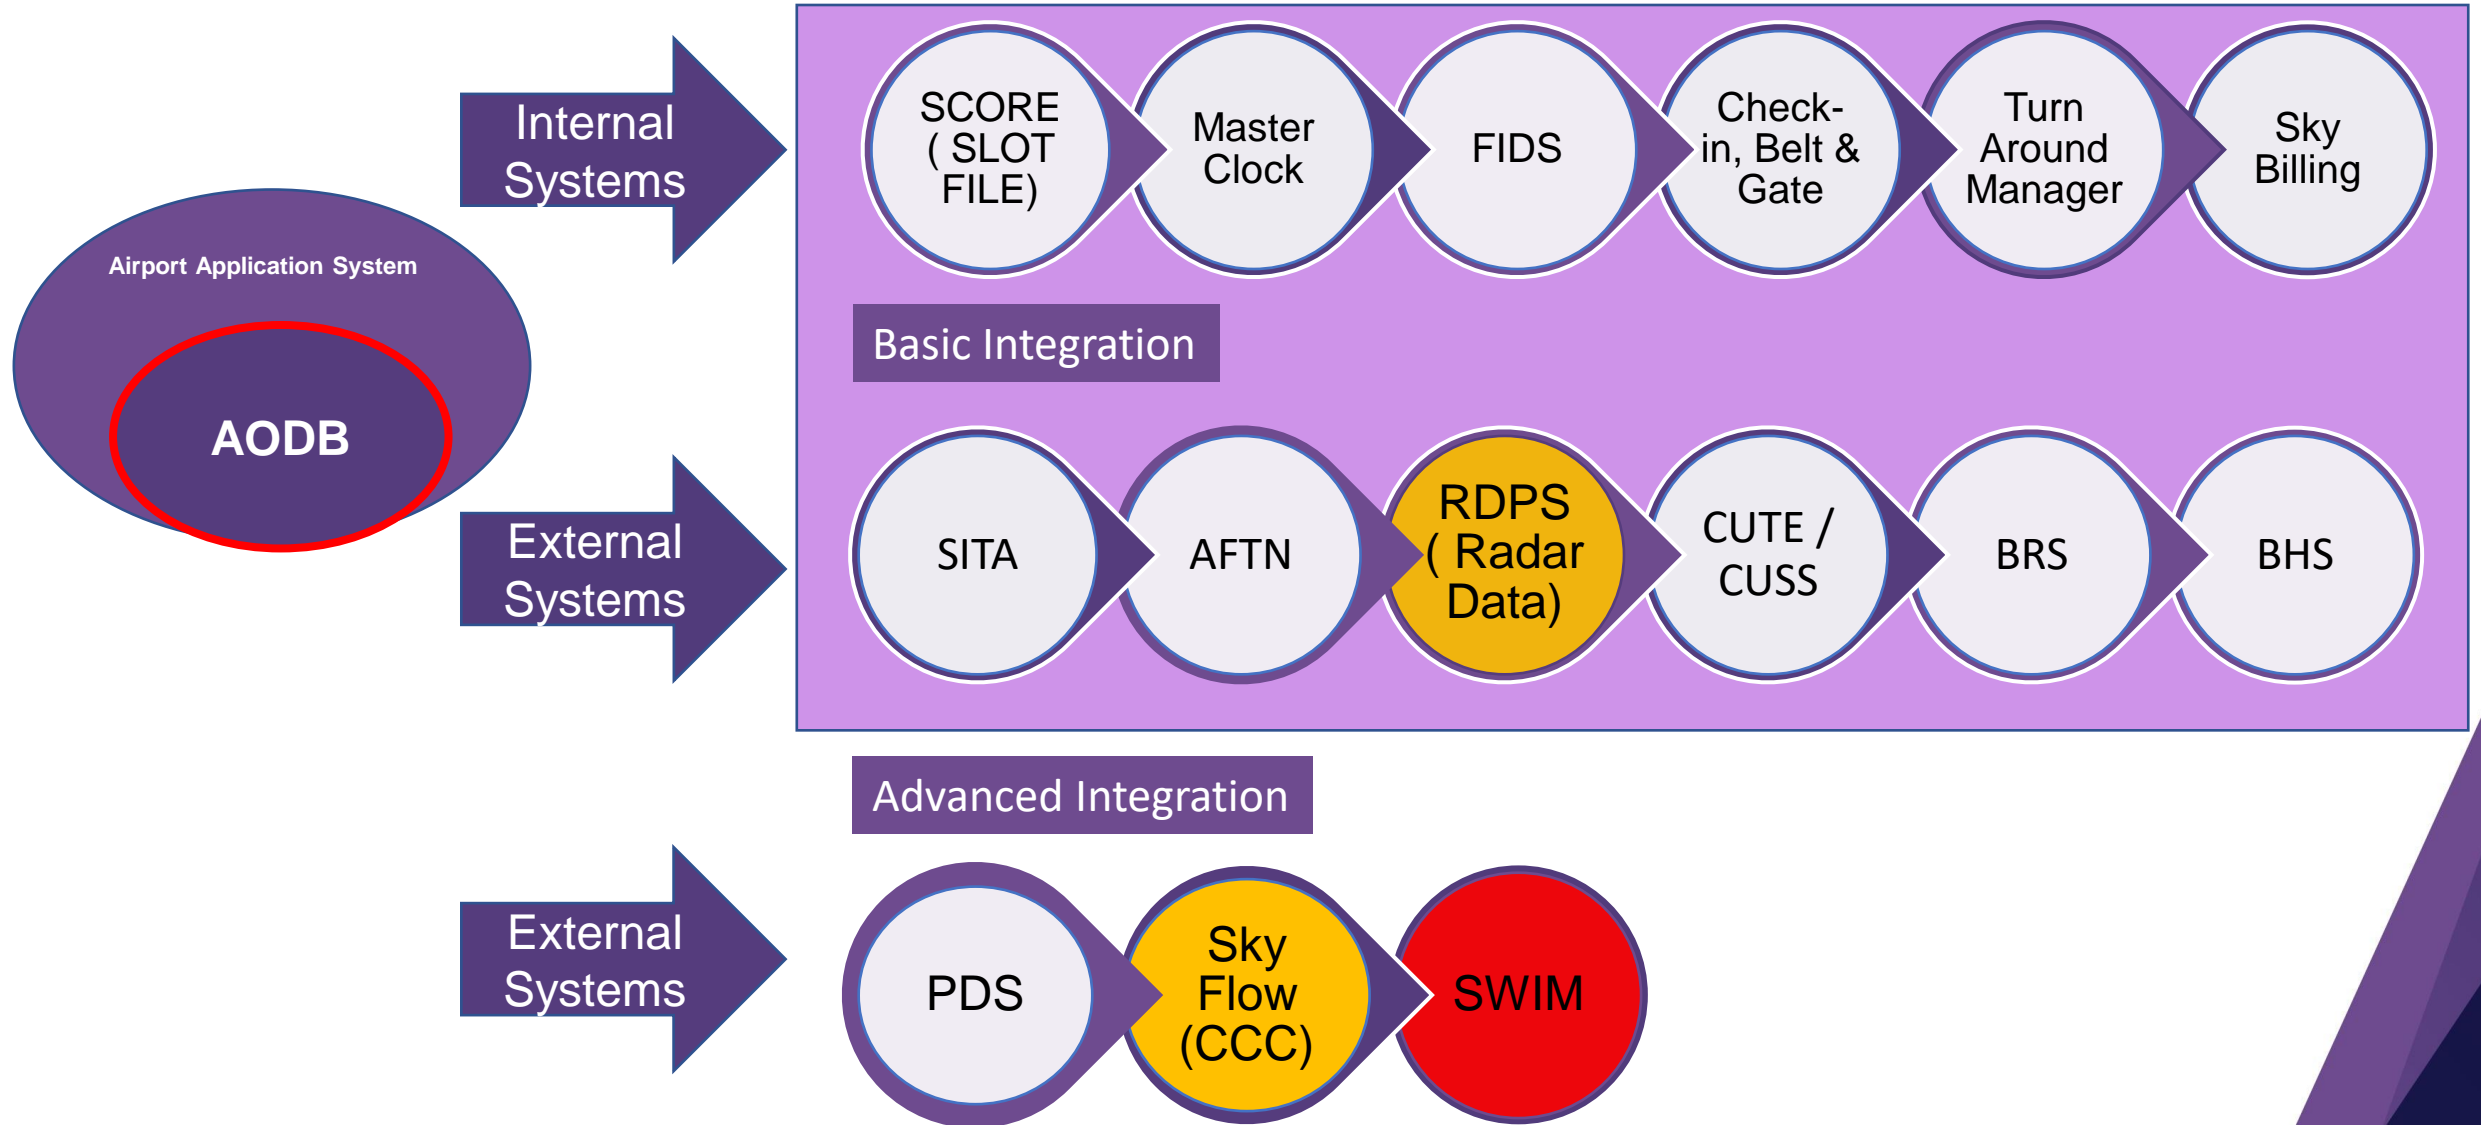 Airport Application System
AODB
Internal
Systems
SCORE
( SLOT
FILE)
Master
Clock
FIDS
Check-
in, Belt &
Gate
Turn
Around
Manager
Sky
Billing
Basic Integration
External
Systems
SITA
AFTN
RDPS
( Radar
Data)
CUTE /
CUSS
BRS
BHS
Advanced Integration
External
Systems
PDS
Sky
Flow
(CCC)
SWIM